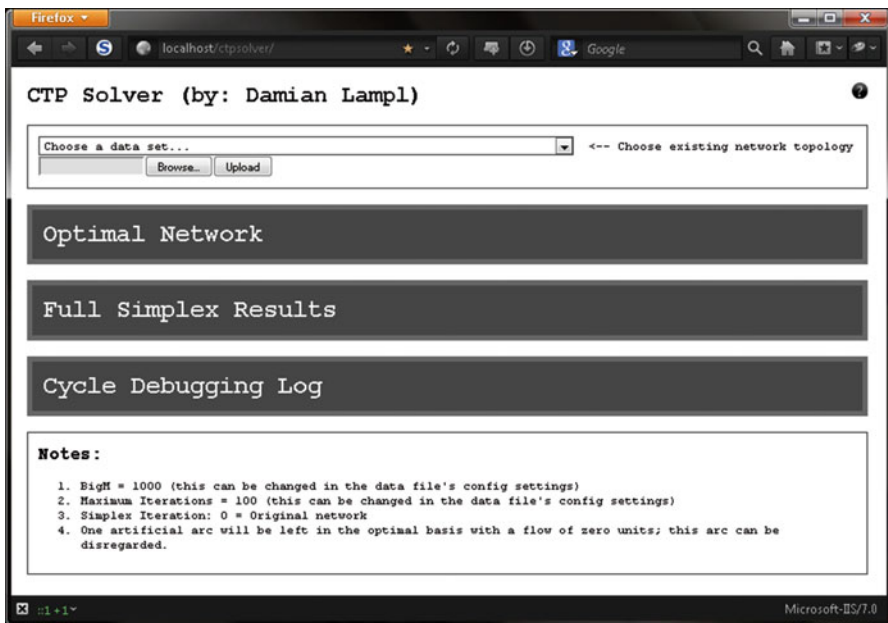 Firefox
localhost/ctpsolver/
Google
CTP Solver (by: Damian Lampl)
?
Choose a data set...
<-- Choose existing network topology
Browse...
Upload
Optimal Network
Full Simplex Results
Cycle Debugging Log
Notes:
1. BigM = 1000 (this can be changed in the data file's config settings)
2. Maximum Iterations = 100 (this can be changed in the data file's config settings)
3. Simplex Iteration: 0 = Original network
4. One artificial arc will be left in the optimal basis with a flow of zero units; this arc can be
disregarded.
::1 +1
Microsoft-IIS/7.0